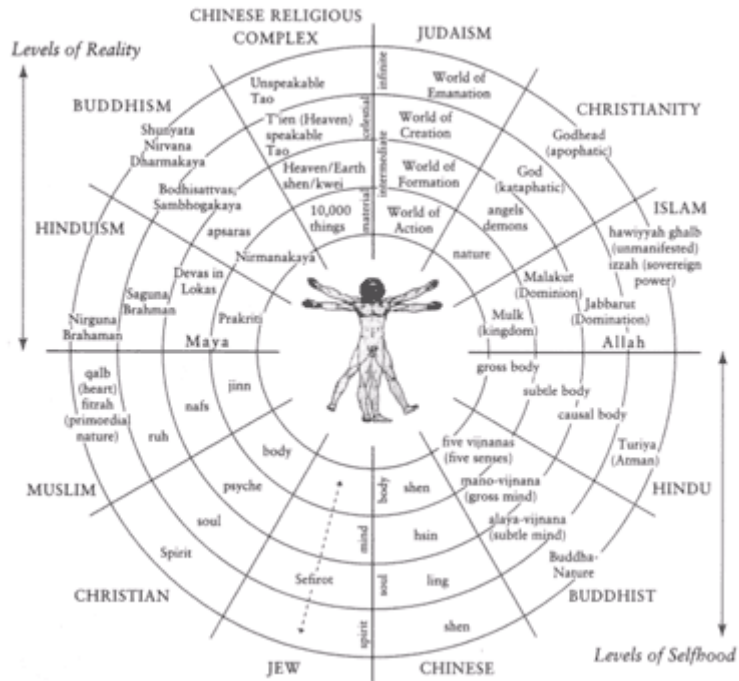 CHINESE RELIGIOUS
COMPLEX
JUDAISM
Levels of Reality
infinite
World of
Emanation
Unspeakable
Tao
BUDDHISM
CHRISTIANITY
Shunyata
Nirvana
Dharmakaya
T'ien (Heaven)
speakable
Tao
celestial
World of
Creation
Godhead
(apophatic)
Heaven/Earth
shen/kwei
intermediate
World of
Formation
God
(kataphatic)
Bodhisattvas,
Sambhogakaya
10,000
things
material
World of
Action
angels
demons
ISLAM
HINDUISM
apsaras
hawiyyah ghalb
(unmanifested)
izzah (sovereign
power)
Nirmanakaya
nature
Devas in
Lokas
Malakut
(Dominion)
Saguna
Brahman
Jabbarut
(Domination)
Nirguna
Brahaman
Prakriti
Mulk
(kingdom)
Maya
Allah
qalb
(heart)
fitrah
(primordial
nature)
jinn
gross body
nafs
subtle body
causal body
ruh
body
five vijnanas
(five senses)
Turiya
(Atman)
MUSLIM
psyche
body
shen
mano-vijnana
(gross mind)
HINDU
soul
mind
hsin
alaya-vijnana
(subtle mind)
Spirit
Sefirot
soul
ling
Buddha-
Nature
CHRISTIAN
BUDDHIST
spirit
shen
JEW
CHINESE
Levels of Selfhood